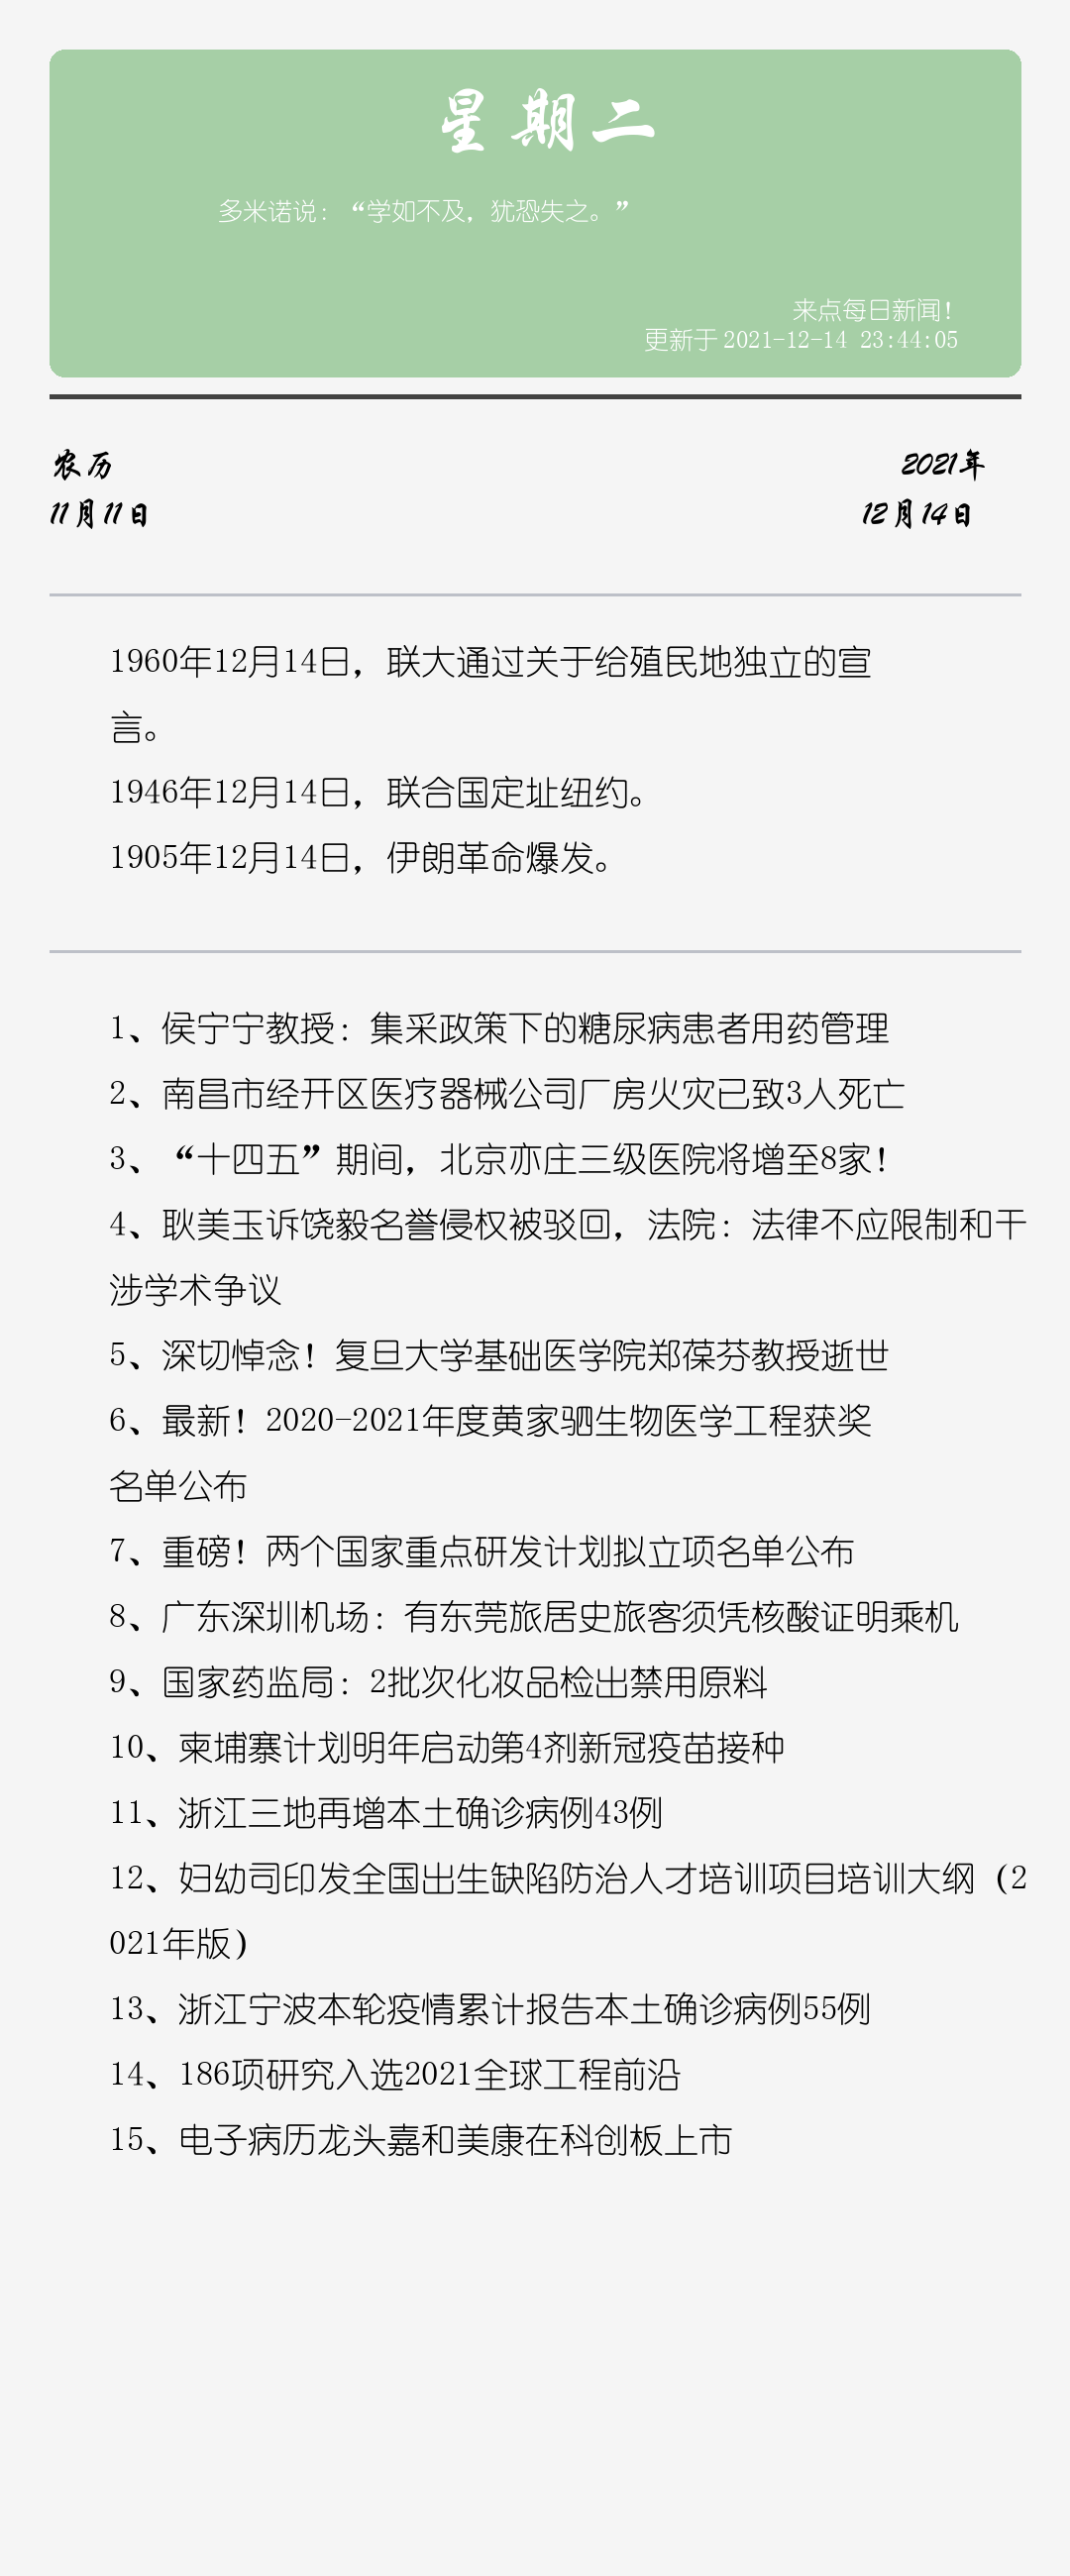 星期二
多米诺说：“学如不及，犹恐失之。”
来点每日新闻！
更新于 2021-12-14 23:44:05
农历
2021年
11月11日
12月14日
1960年12月14日，联大通过关于给殖民地独立的宣
言。
1946年12月14日，联合国定址纽约。
1905年12月14日，伊朗革命爆发。
1、侯宁宁教授：集采政策下的糖尿病患者用药管理
2、南昌市经开区医疗器械公司厂房火灾已致3人死亡
3、“十四五”期间，北京亦庄三级医院将增至8家！
4、耿美玉诉饶毅名誉侵权被驳回，法院：法律不应限制和干
涉学术争议
5、深切悼念！复旦大学基础医学院郑葆芬教授逝世
6、最新！2020-2021年度黄家驷生物医学工程获奖
名单公布
7、重磅！两个国家重点研发计划拟立项名单公布
8、广东深圳机场：有东莞旅居史旅客须凭核酸证明乘机
9、国家药监局：2批次化妆品检出禁用原料
10、柬埔寨计划明年启动第4剂新冠疫苗接种
11、浙江三地再增本土确诊病例43例
12、妇幼司印发全国出生缺陷防治人才培训项目培训大纲（2
021年版）
13、浙江宁波本轮疫情累计报告本土确诊病例55例
14、186项研究入选2021全球工程前沿
15、电子病历龙头嘉和美康在科创板上市